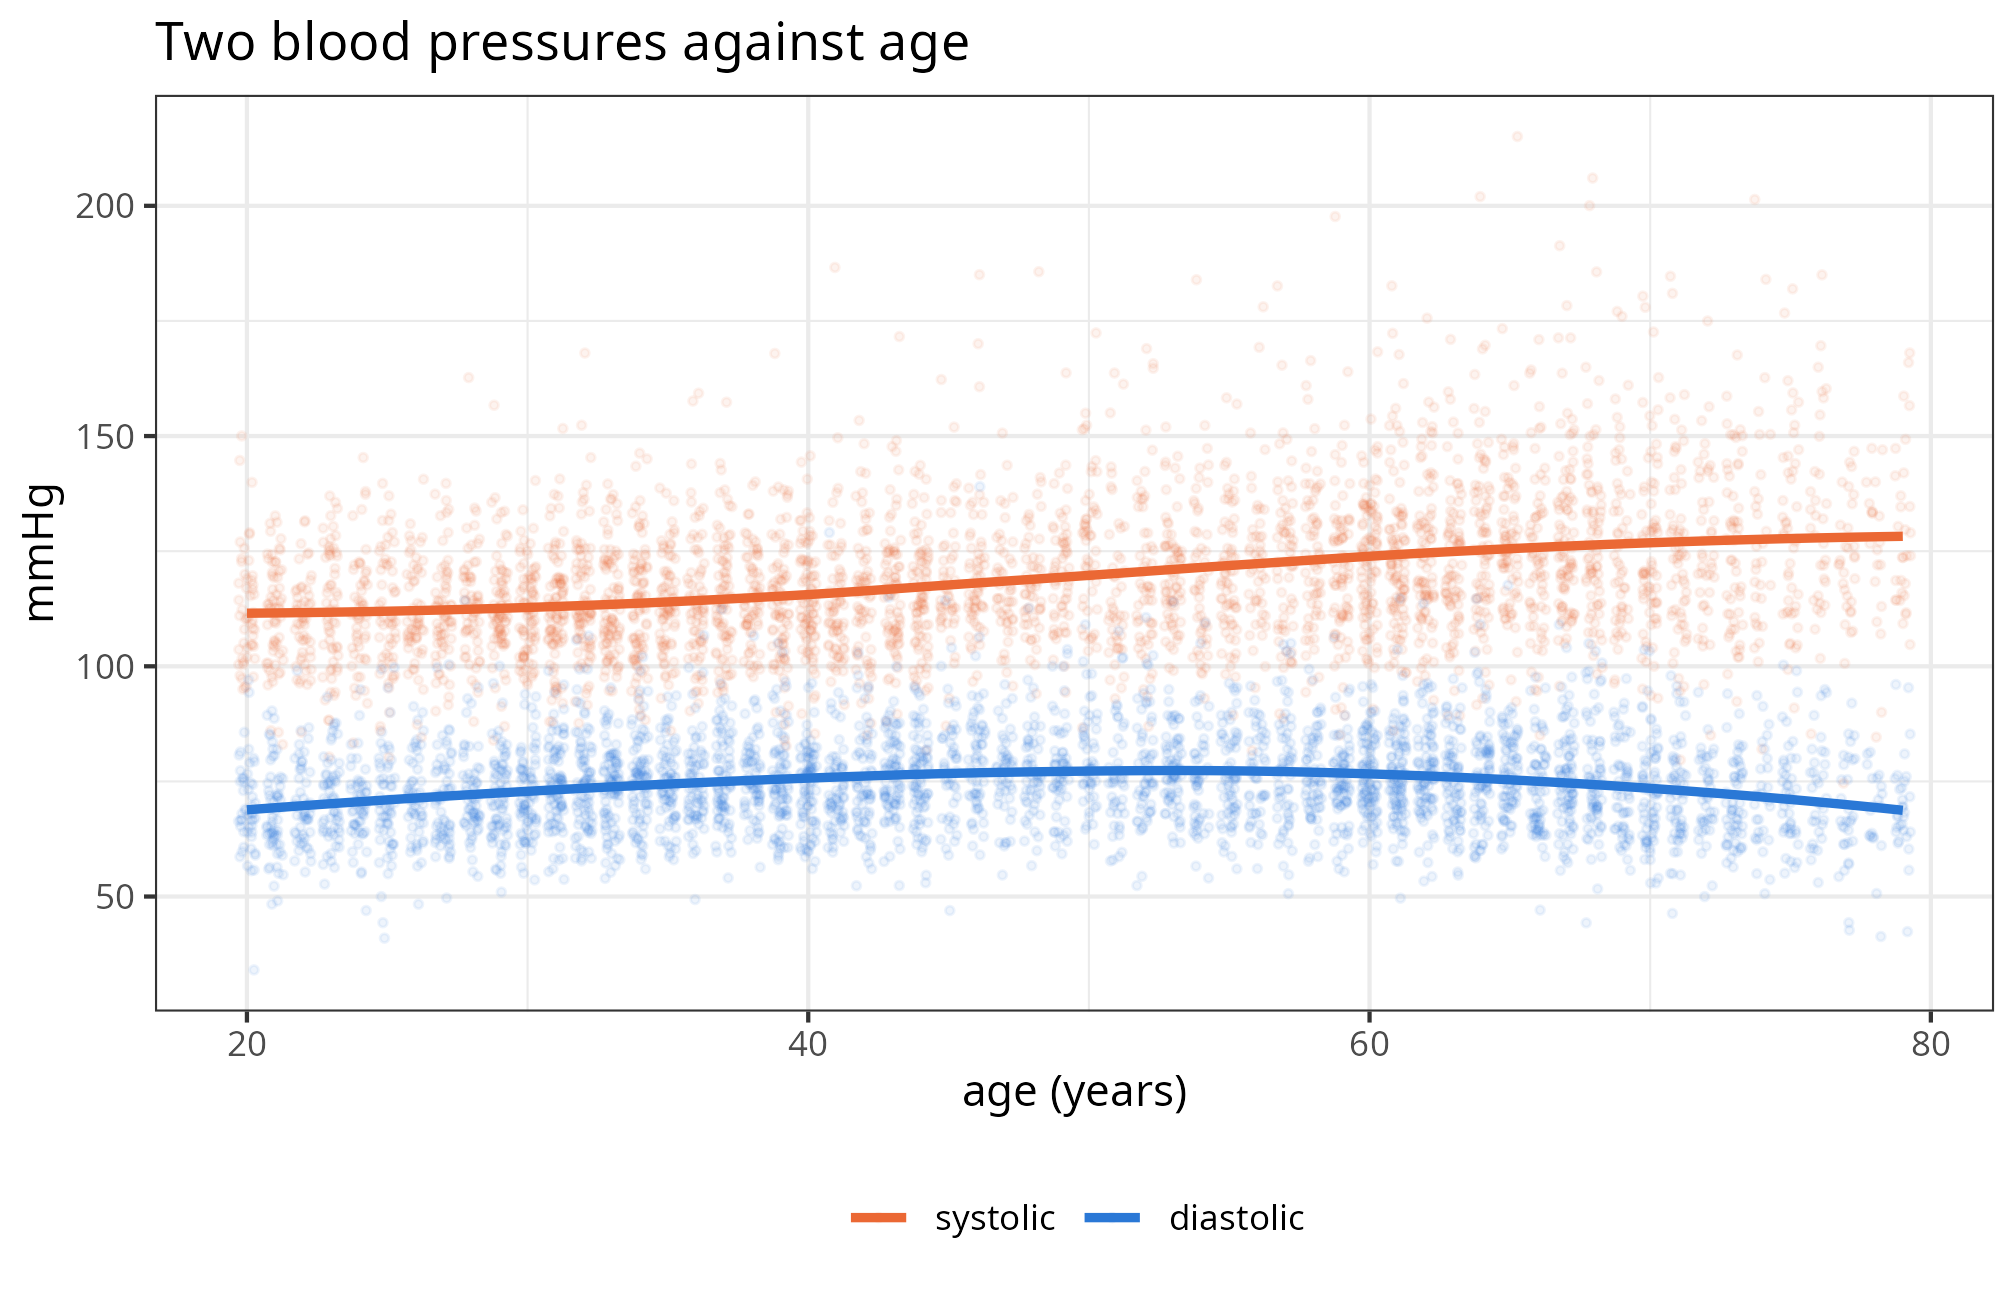 Two blood pressures against age
mmHg
200
150
100
50
20 40 60 80
age (years)
systolic diastolic